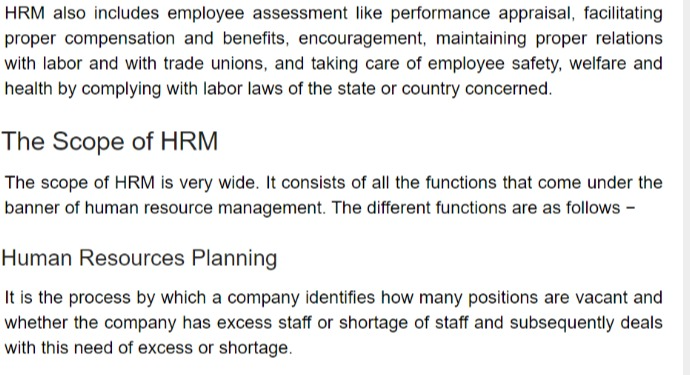 HRM also includes employee assessment like performance appraisal, facilitating
proper compensation and benefits, encouragement, maintaining proper relations
with labor and with trade unions, and taking care of employee safety, welfare and
health by complying with labor laws of the state or country concerned.
The Scope of HRM
The scope of HRM is very wide. It consists of all the functions that come under the
banner of human resource management. The different functions are as follows −
Human Resources Planning
It is the process by which a company identifies how many positions are vacant and
whether the company has excess staff or shortage of staff and subsequently deals
with this need of excess or shortage.